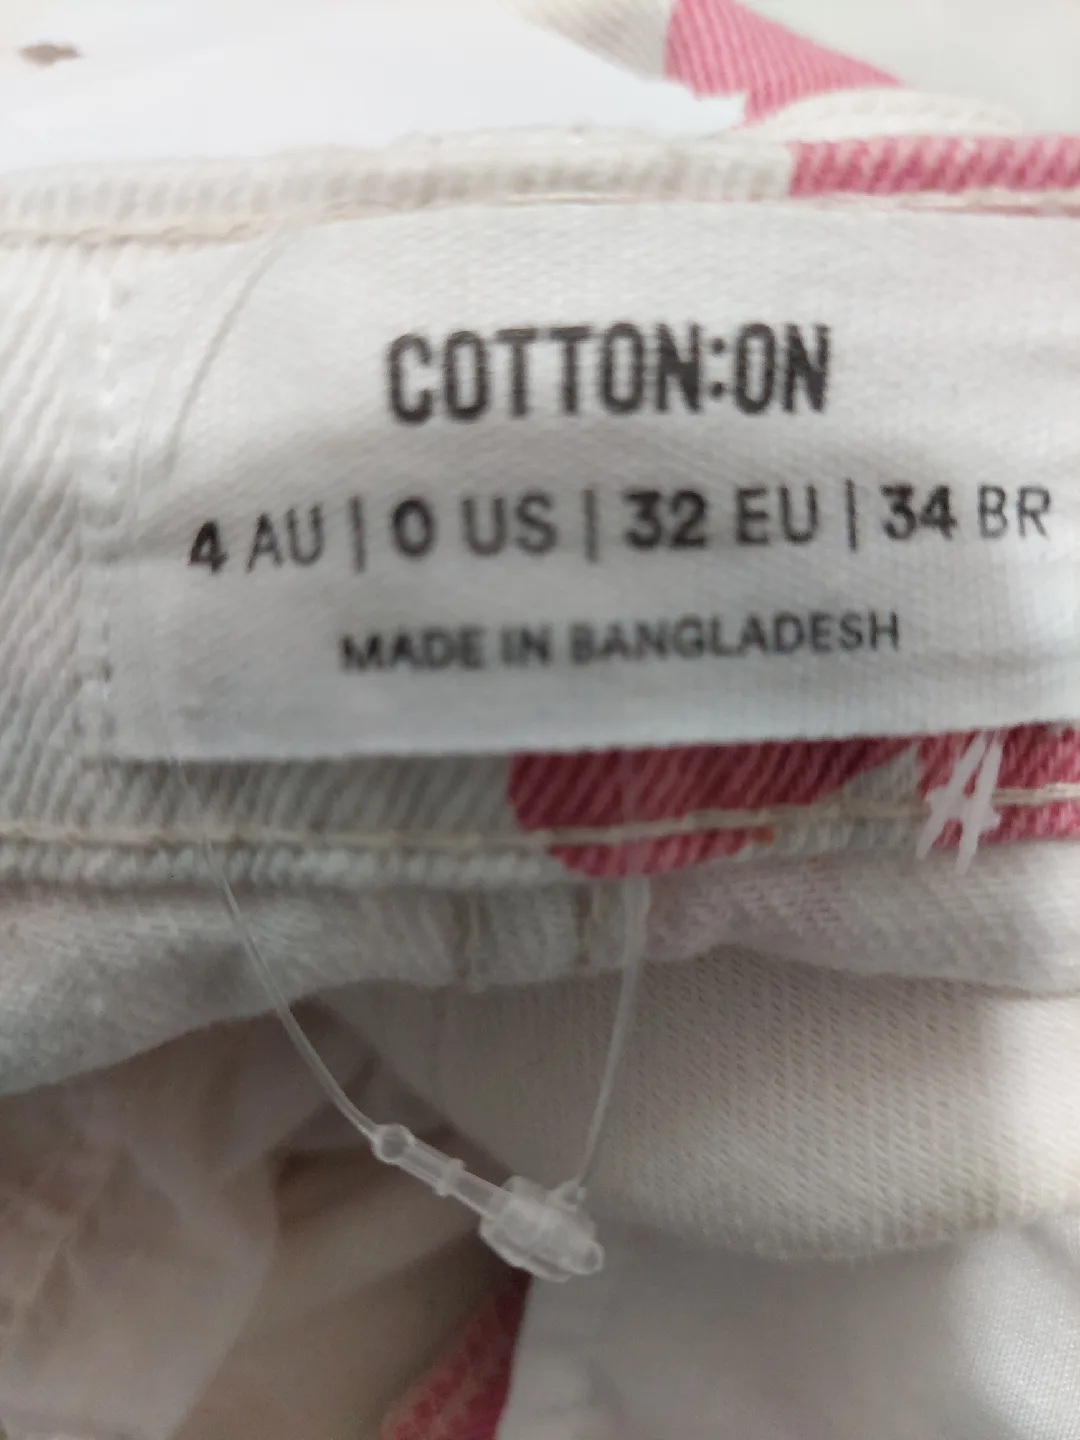 COTTON:ON
4 AU | 0 US | 32 EU | 34 BR
MADE IN BANGLADESH